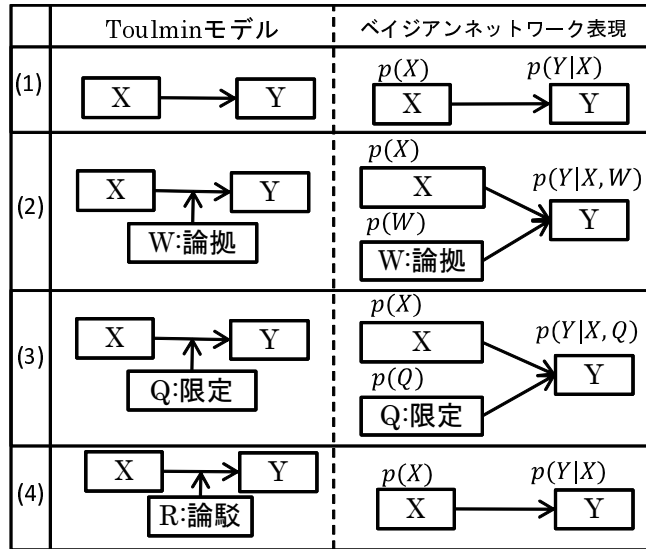 Toulminモデル ベイジアンネットワーク表現
(1)
X Y
p(X) p(Y|X)
X Y
(2)
X Y
W:論拠
p(X)
X
p(Y|X,W)
Y
p(W)
W:論拠
(3)
X Y
Q:限定
p(X)
X
p(Y|X,Q)
Y
p(Q)
Q:限定
(4)
X Y
R:論駁
p(X) p(Y|X)
X Y